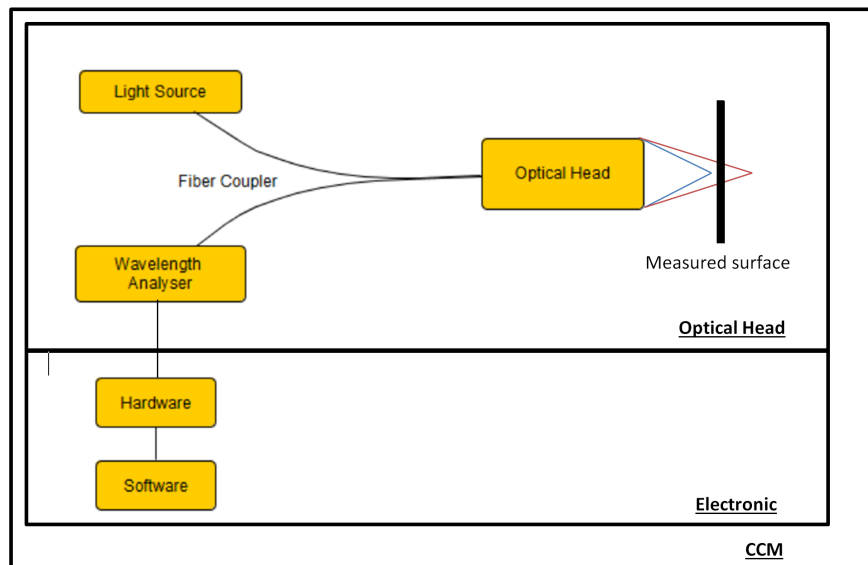 Light Source
Fiber Coupler
Optical Head
Wavelength
Analyser
Measured surface
Optical Head
Hardware
Software
Electronic
CCM